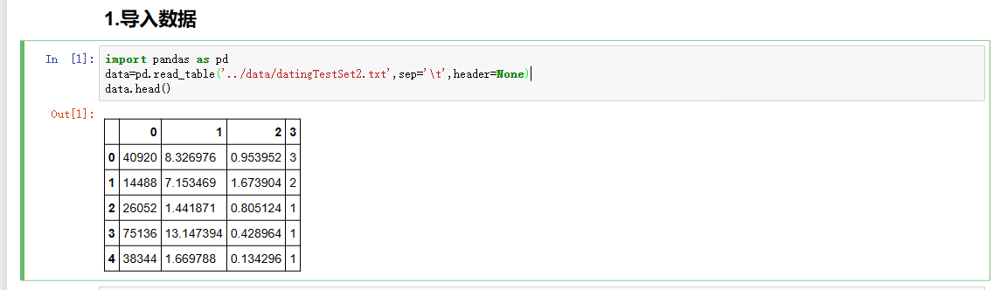 1.导入数据
In [1]: import pandas as pd
data=pd.read_table('../data/datingTestSet2.txt',sep='\t',header=None)
data.head()
Out[1]:
0 1 2 3
0 40920 8.326976 0.953952 3
1 14488 7.153469 1.673904 2
2 26052 1.441871 0.805124 1
3 75136 13.147394 0.428964 1
4 38344 1.669788 0.134296 1